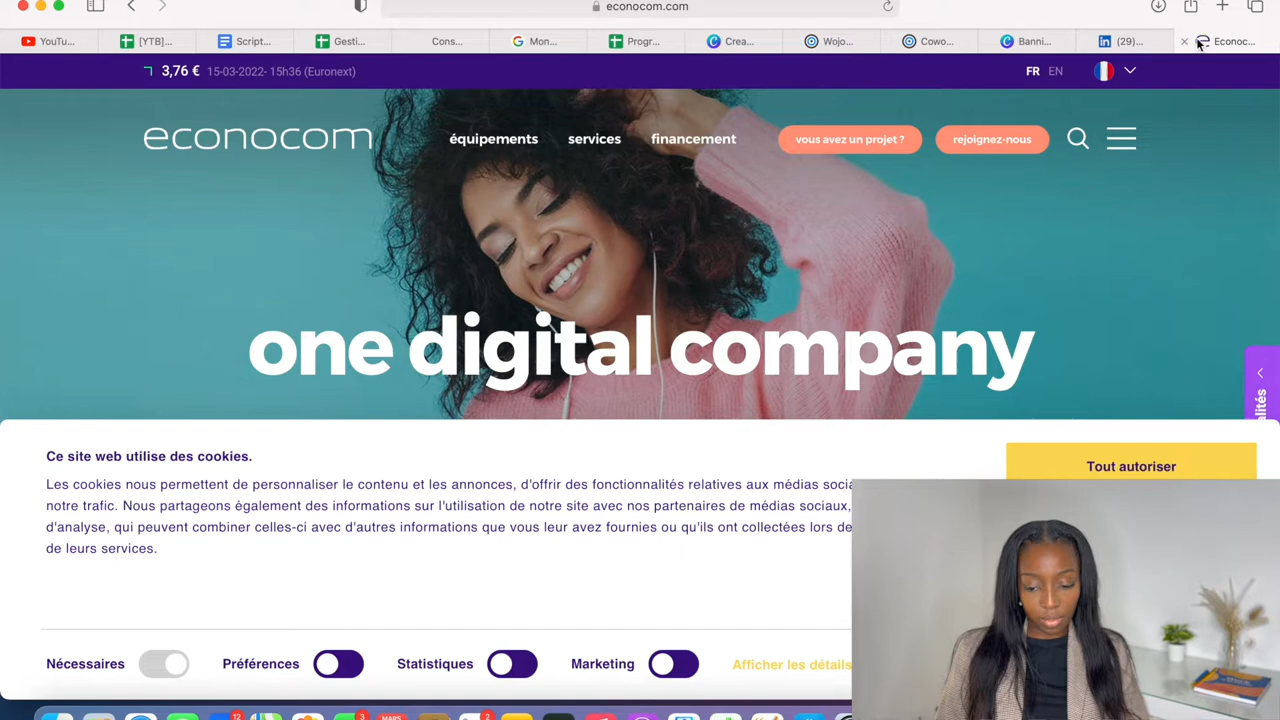 econocom.com
YouTu...
[YTB]...
Script...
Gesti...
Cons...
Mon...
Progr...
Crea...
Wojo...
Cowo...
Banni...
(29)...
Econoc...
3,76 € 15-03-2022- 15h36 (Euronext)
FR EN
econocom
équipements
services
financement
vous avez un projet ?
rejoignez-nous
one digital company
Ce site web utilise des cookies.
Tout autoriser
Les cookies nous permettent de personnaliser le contenu et les annonces, d'offrir des fonctionnalités relatives aux médias socia
notre trafic. Nous partageons également des informations sur l'utilisation de notre site avec nos partenaires de médias sociaux,
d'analyse, qui peuvent combiner celles-ci avec d'autres informations que vous leur avez fournies ou qu'ils ont collectées lors de
de leurs services.
Nécessaires
Préférences
Statistiques
Marketing
Afficher les détails
12
3
MARS
2